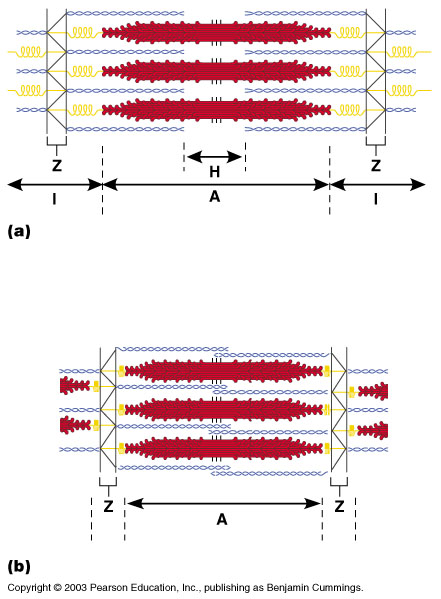 Z Z
H
I A I
(a)
Z Z
A
(b)
Copyright © 2003 Pearson Education, Inc., publishing as Benjamin Cummings.